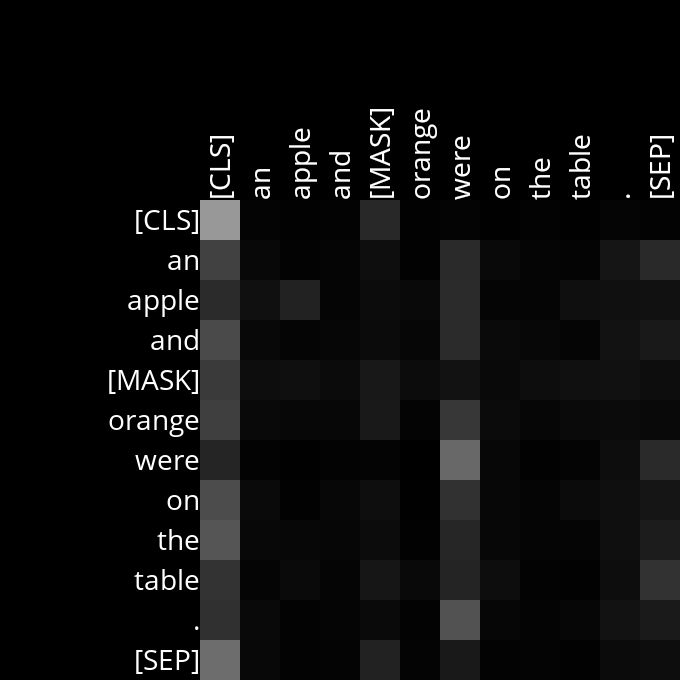 [CLS] an apple and [MASK] orange were on the table . [SEP]
[CLS]
an
apple
and
[MASK]
orange
were
on
the
table
.
[SEP]